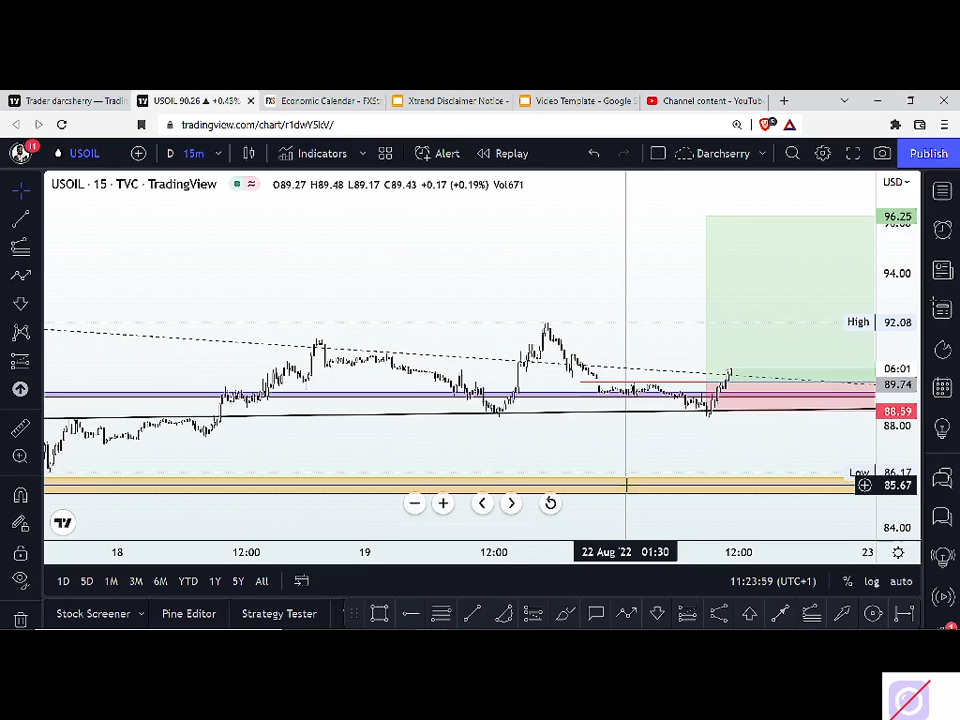 Trader darcsherry — Tradin
USOIL 90.26 ▲ +0.45%
Economic Calendar - FXStr
Xtrend Disclaimer Notice -
Video Template - Google S
Channel content - YouTub
tradingview.com/chart/r1dwY5kV/
11
USOIL
D
15m
Indicators
Alert
Replay
Darchserry
Publish
USOIL · 15 · TVC · TradingView
O89.27 H89.48 L89.17 C89.43 +0.17 (+0.19%) Vol671
USD
96.25
94.00
High 92.08
06:01
89.74
88.59
88.00
Low 86.17
85.67
84.00
18
12:00
19
12:00
22 Aug '22 01:30
12:00
23
1D 5D 1M 3M 6M YTD 1Y 5Y All
11:23:59 (UTC+1)
% log auto
Stock Screener
Pine Editor
Strategy Tester